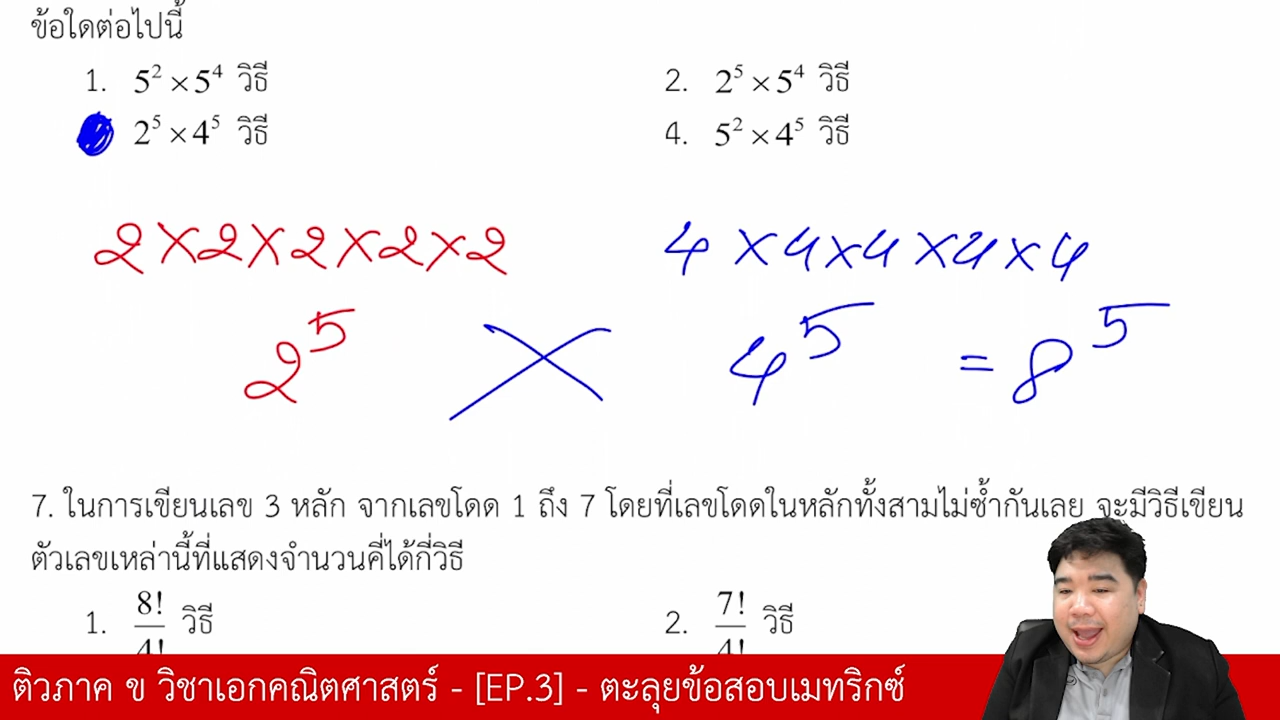 ข้อใดต่อไปนี้
1. 5² × 5⁴ วิธี 2. 2⁵ × 5⁴ วิธี
2⁵ × 4⁵ วิธี 4. 5² × 4⁵ วิธี
2 × 2 × 2 × 2 × 2 4 × 4 × 4 × 4 × 4
2⁵ × 4⁵ = 8⁵
7. ในการเขียนเลข 3 หลัก จากเลขโดด 1 ถึง 7 โดยที่เลขโดดในหลักทั้งสามไม่ซ้ำกันเลย จะมีวิธีเขียน
ตัวเลขเหล่านี้ที่แสดงจำนวนคี่ได้กี่วิธี
1. 8!/4! วิธี 2. 7!/4! วิธี
ติวภาค ข วิชาเอกคณิตศาสตร์ - [EP.3] - ตะลุยข้อสอบเมทริกซ์